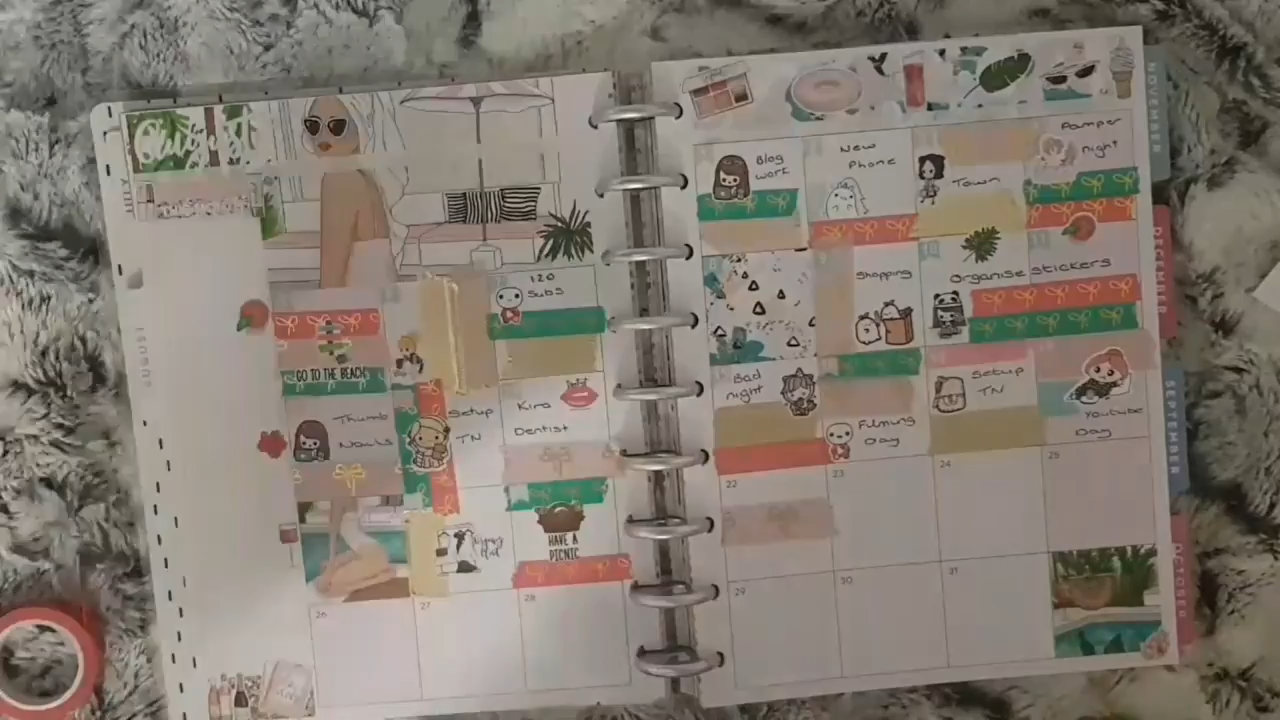 August
NOVEMBER
Pamper
night
New
Phone
Blog
work
Town
DECEMBER
120
Subs
Shopping
Organise stickers
GO TO THE BEACH
Bad
night
Setup
TN
Thumb
Nails
Setup
TN
Kira
Dentist
Filming
Day
Youtube
Day
SEPTEMBER
22
23
24
25
HAVE A
PICNIC
OCTOBER
26
27
28
29
30
31